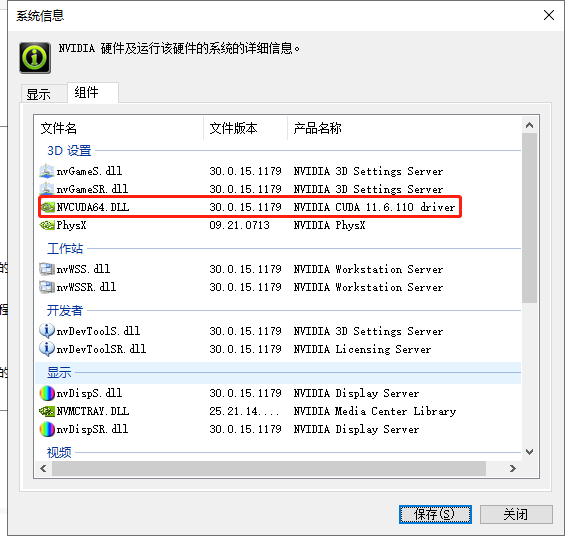 系统信息
NVIDIA 硬件及运行该硬件的系统的详细信息。
显示 组件
文件名 文件版本 产品名称
3D 设置
nvGameS.dll 30.0.15.1179 NVIDIA 3D Settings Server
nvGameSR.dll 30.0.15.1179 NVIDIA 3D Settings Server
NVCUDA64.DLL 30.0.15.1179 NVIDIA CUDA 11.6.110 driver
PhysX 09.21.0713 NVIDIA PhysX
工作站
nvWSS.dll 30.0.15.1179 NVIDIA Workstation Server
nvWSSR.dll 30.0.15.1179 NVIDIA Workstation Server
开发者
nvDevToolS.dll 30.0.15.1179 NVIDIA 3D Settings Server
nvDevToolSR.dll 30.0.15.1179 NVIDIA Licensing Server
显示
nvDispS.dll 30.0.15.1179 NVIDIA Display Server
NVMCTRAY.DLL 25.21.14.... NVIDIA Media Center Library
nvDispSR.dll 30.0.15.1179 NVIDIA Display Server
视频
的
程
的
保存(S) 关闭